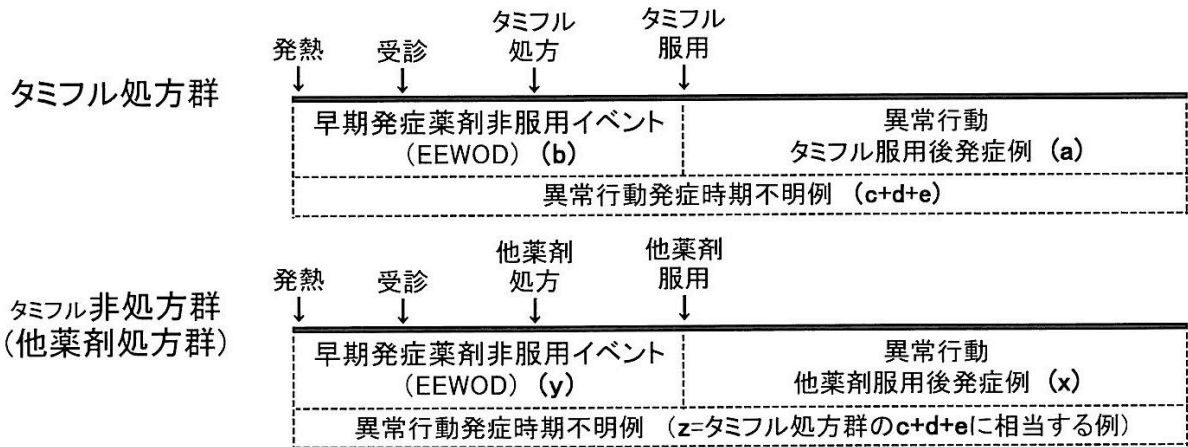 発熱
受診
タミフル
処方
タミフル
服用
タミフル処方群
早期発症薬剤非服用イベント
(EEWOD) (b)
異常行動
タミフル服用後発症例 (a)
異常行動発症時期不明例 (c+d+e)
発熱
受診
他薬剤
処方
他薬剤
服用
タミフル非処方群
(他薬剤処方群)
早期発症薬剤非服用イベント
(EEWOD) (y)
異常行動
他薬剤服用後発症例 (x)
異常行動発症時期不明例 (z=タミフル処方群のc+d+eに相当する例)